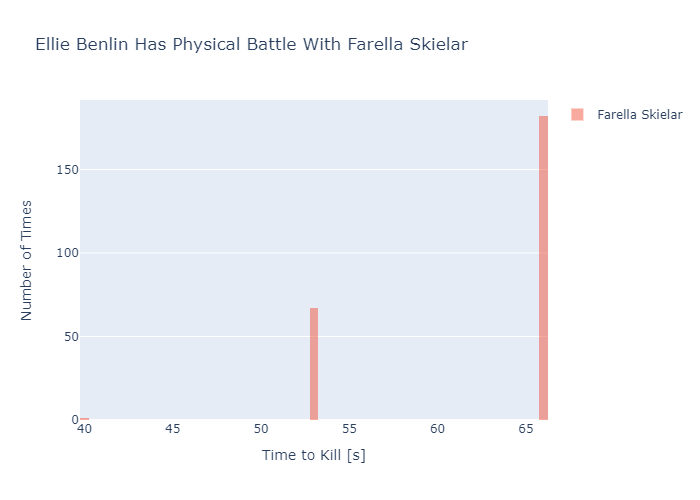 Ellie Benlin Has Physical Battle With Farella Skielar
Farella Skielar
150
100
50
0
Number of Times
40 45 50 55 60 65
Time to Kill [s]